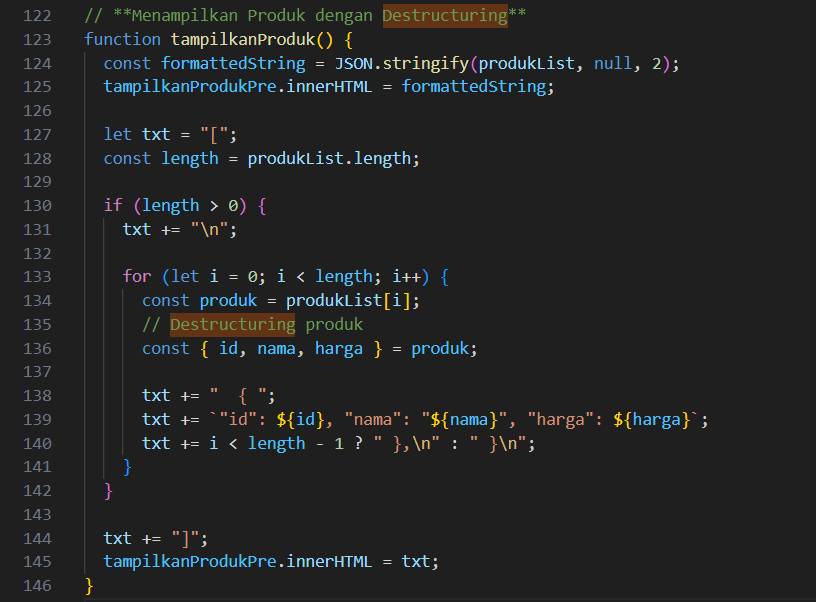 122 // **Menampilkan Produk dengan Destructuring**
123 function tampilkanProduk() {
124   const formattedString = JSON.stringify(produkList, null, 2);
125   tampilkanProdukPre.innerHTML = formattedString;
126
127   let txt = "[";
128   const length = produkList.length;
129
130   if (length > 0) {
131     txt += "\n";
132
133     for (let i = 0; i < length; i++) {
134       const produk = produkList[i];
135       // Destructuring produk
136       const { id, nama, harga } = produk;
137
138       txt += "  { ";
139       txt += `"id": ${id}, "nama": "${nama}", "harga": ${harga}`;
140       txt += i < length - 1 ? " },\n" : " }\n";
141     }
142   }
143
144   txt += "]";
145   tampilkanProdukPre.innerHTML = txt;
146 }